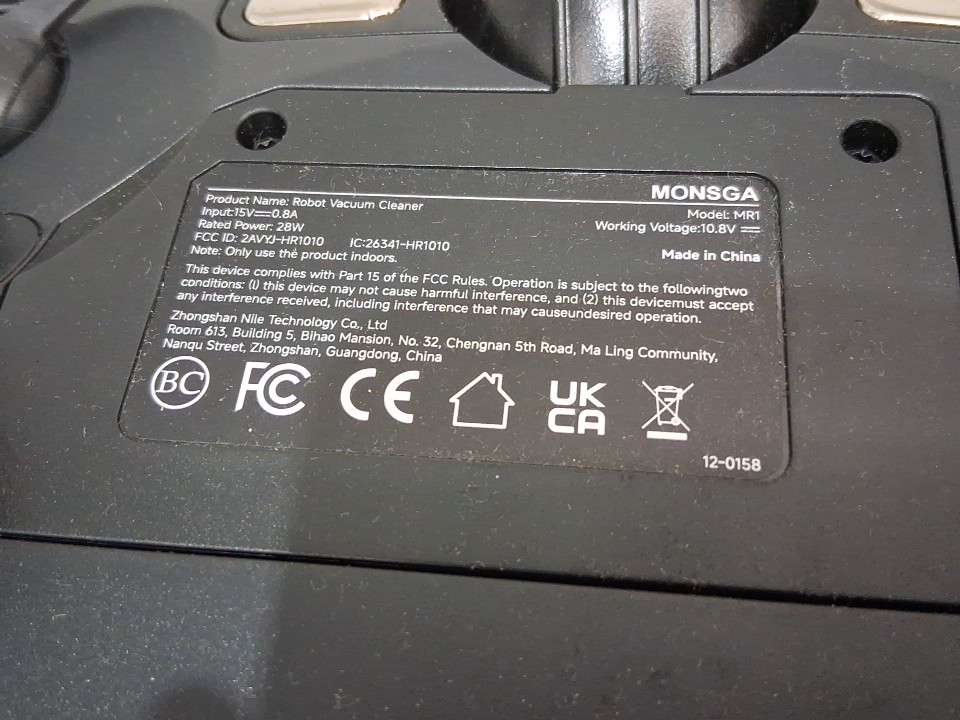 MONSGA
Product Name: Robot Vacuum Cleaner
Model: MR1
Input:15V⎓0.8A
Working Voltage:10.8V ⎓
Rated Power: 28W
FCC ID: 2AVYJ-HR1010 IC:26341-HR1010
Made in China
Note: Only use the product indoors.
This device complies with Part 15 of the FCC Rules. Operation is subject to the followingtwo
conditions: (I) this device may not cause harmful interference, and (2) this devicemust accept
any interference received, including interference that may causeundesired operation.
Zhongshan Nile Technology Co., Ltd
Room 613, Building 5, Bihao Mansion, No. 32, Chengnan 5th Road, Ma Ling Community,
Nanqu Street, Zhongshan, Guangdong, China
BC FC CE UK
CA
12-0158